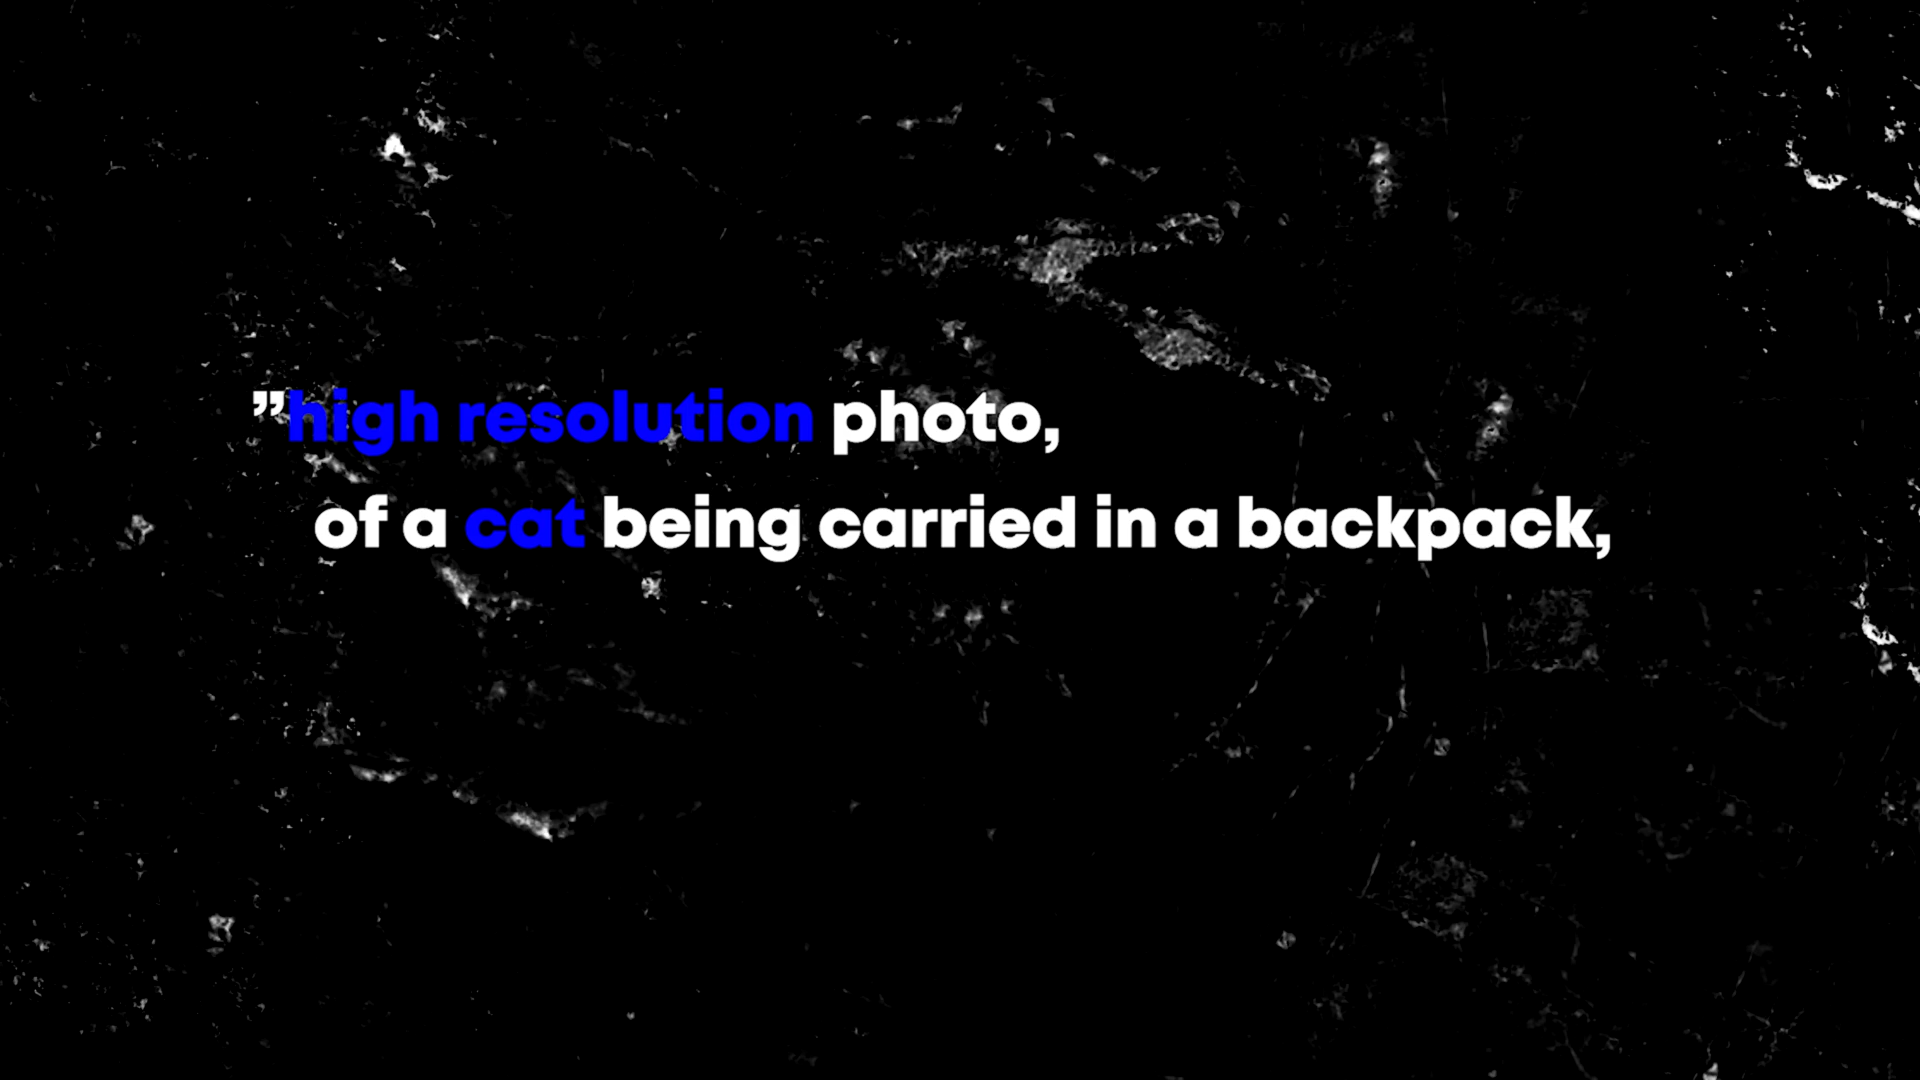 ”high resolution photo,
of a cat being carried in a backpack,